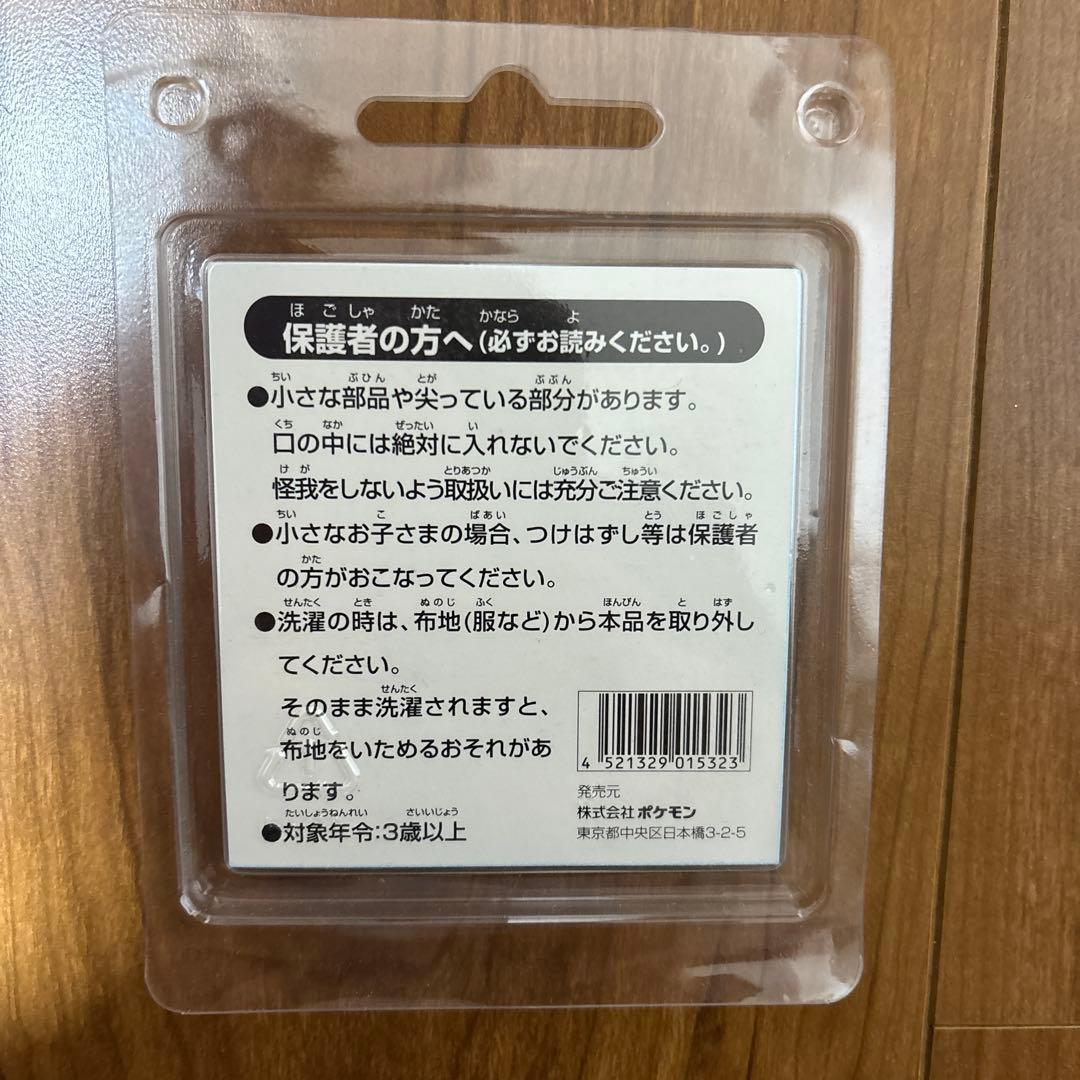 ほごしゃ かた かなら よ
保護者の方へ(必ずお読みください。)
ちい ぶひん とが ぶぶん
●小さな部品や尖っている部分があります。
くち なか ぜったい い
口の中には絶対に入れないでください。
けが とりあつか じゅうぶん ちゅうい
怪我をしないよう取扱いには充分ご注意ください。
ちい こ ばあい とう ほごしゃ
●小さなお子さまの場合、つけはずし等は保護者
かた
の方がおこなってください。
せんたく とき ぬのじ ふく ほんぴん と はず
●洗濯の時は、布地(服など)から本品を取り外し
てください。
せんたく
そのまま洗濯されますと、
ぬのじ
布地をいためるおそれがあ
ります。
たいしょうねんれい さいいじょう
●対象年令:3歳以上
4 521329 015323
発売元
株式会社 ポケモン
東京都中央区日本橋3-2-5